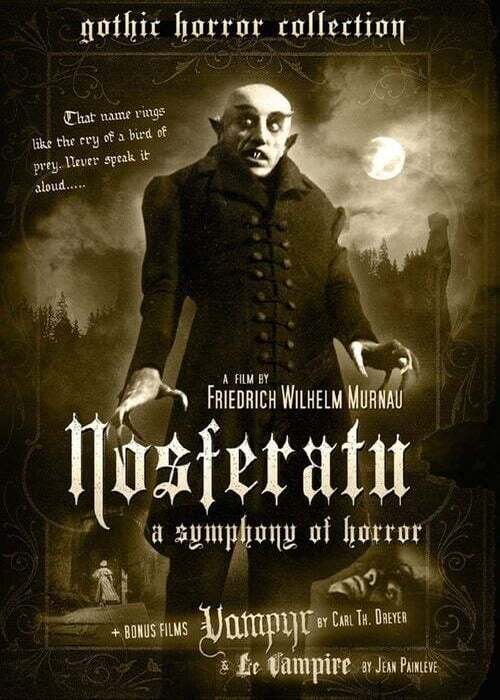 gothic horror collection
That name rings
like the cry of a bird of
prey. Never speak it
aloud.....
A FILM BY
FRIEDRICH WILHELM MURNAU
Nosferatu
a symphony of horror
+ BONUS FILMS Vampyr BY CARL TH. DREYER
& Le Vampire BY JEAN PAINLEVE